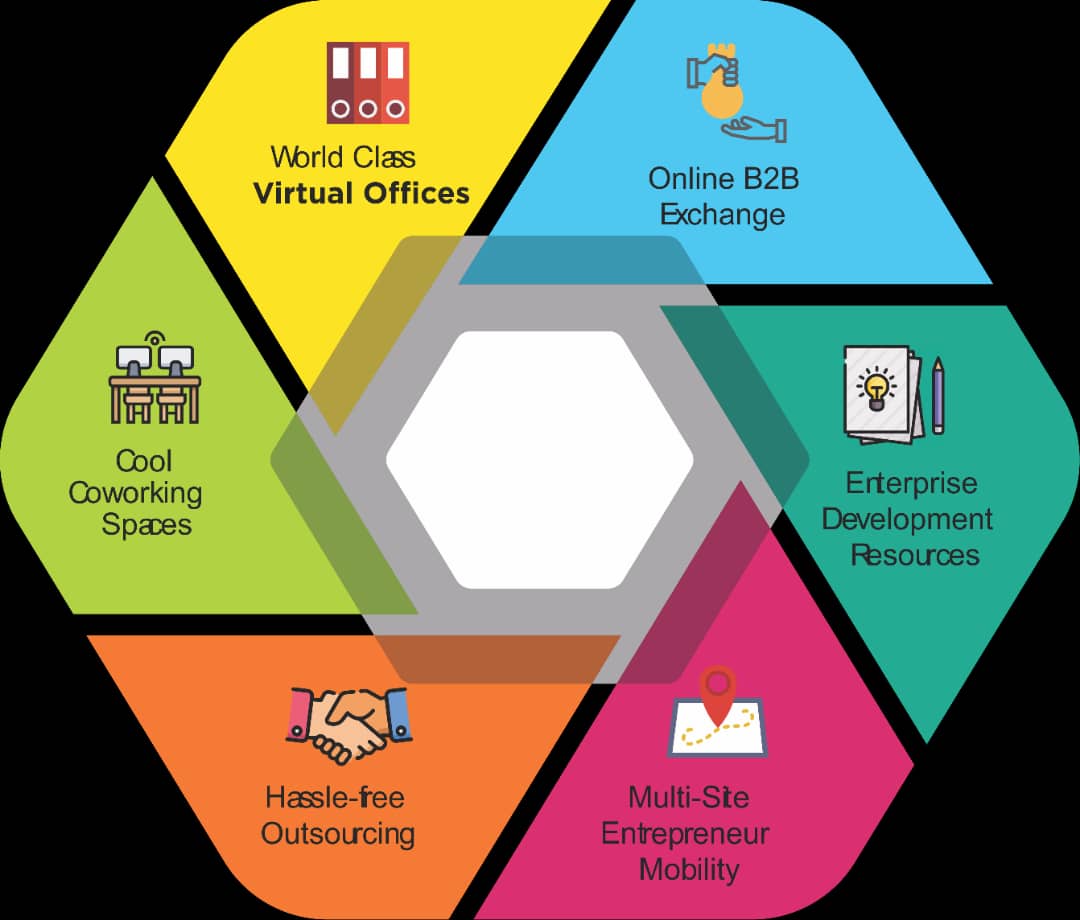 World Class
Virtual Offices
Online B2B
Exchange
Enterprise
Development
Resources
Cool
Coworking
Spaces
Hassle-free
Outsourcing
Multi-Site
Entrepreneur
Mobility